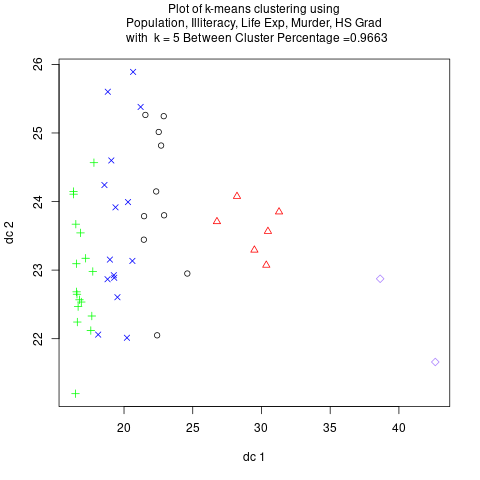 Plot of k-means clustering using
Population, Illiteracy, Life Exp, Murder, HS Grad
with k = 5 Between Cluster Percentage =0.9663
26
25
24
23
22
dc 2
20
25
30
35
40
dc 1